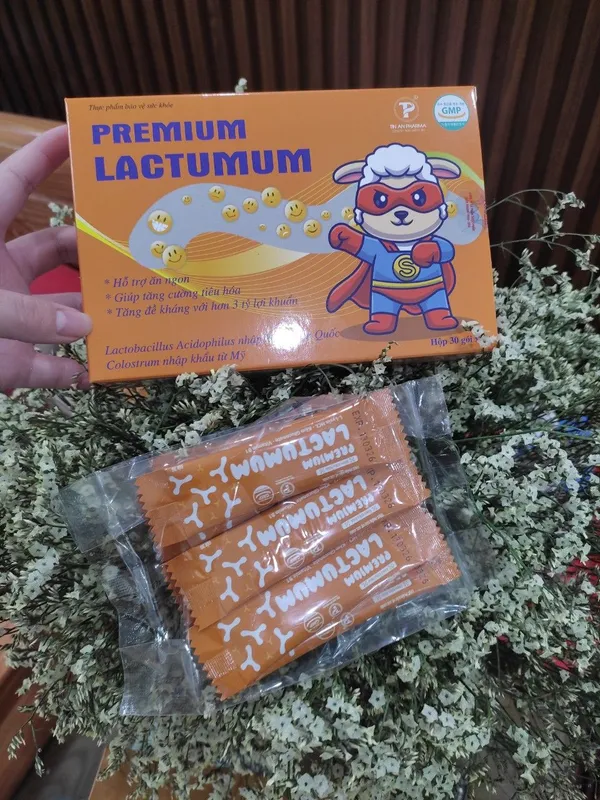 Thực phẩm bảo vệ sức khỏe
PREMIUM
LACTUMUM
GMP
* Hỗ trợ ăn ngon
* Giúp tăng cường tiêu hóa
* Tăng đề kháng với hơn 3 tỷ lợi khuẩn
Lactobacillus Acidophilus nhập Quốc
Colostrum nhập khẩu từ Mỹ
Hộp 30 gói
S
PREMIUM
LACTUMUM
PREMIUM
LACTUMUM
PREMIUM
LACTUMUM